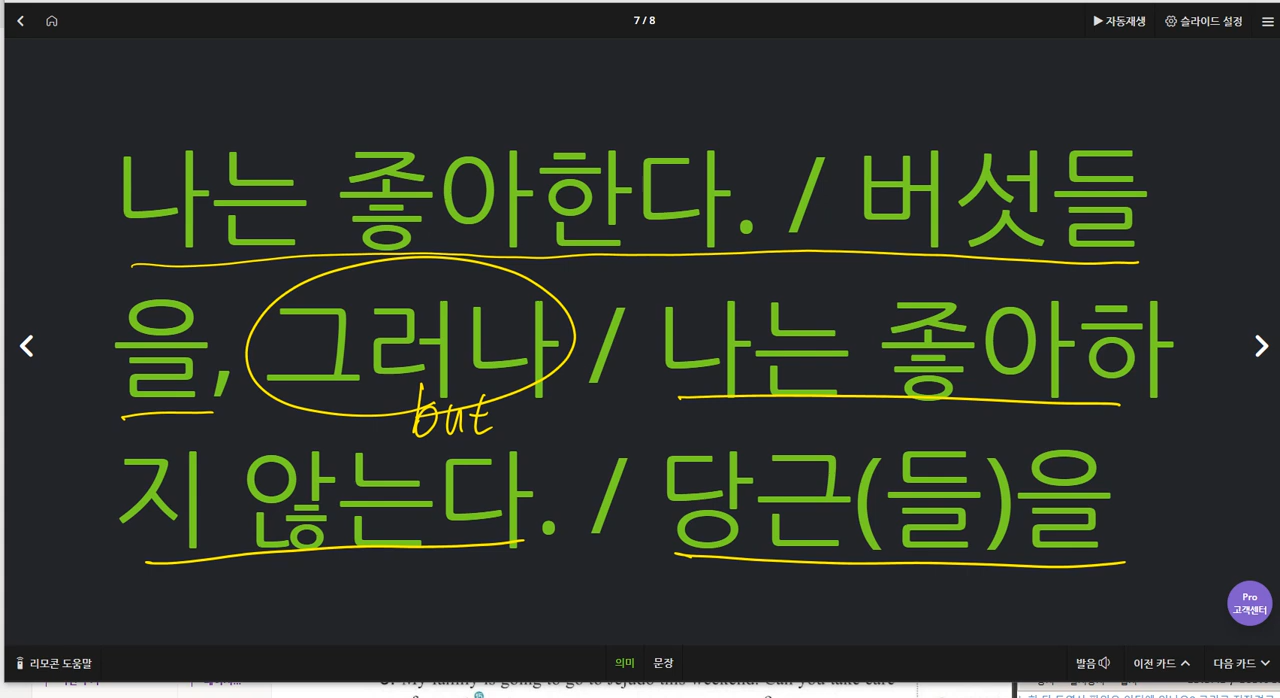 7 / 8
자동재생
슬라이드 설정
나는 좋아한다. / 버섯들
을, 그러나 / 나는 좋아하
but
지 않는다. / 당근(들)을
Pro
고객센터
리모콘 도움말
의미
문장
발음
이전 카드
다음 카드